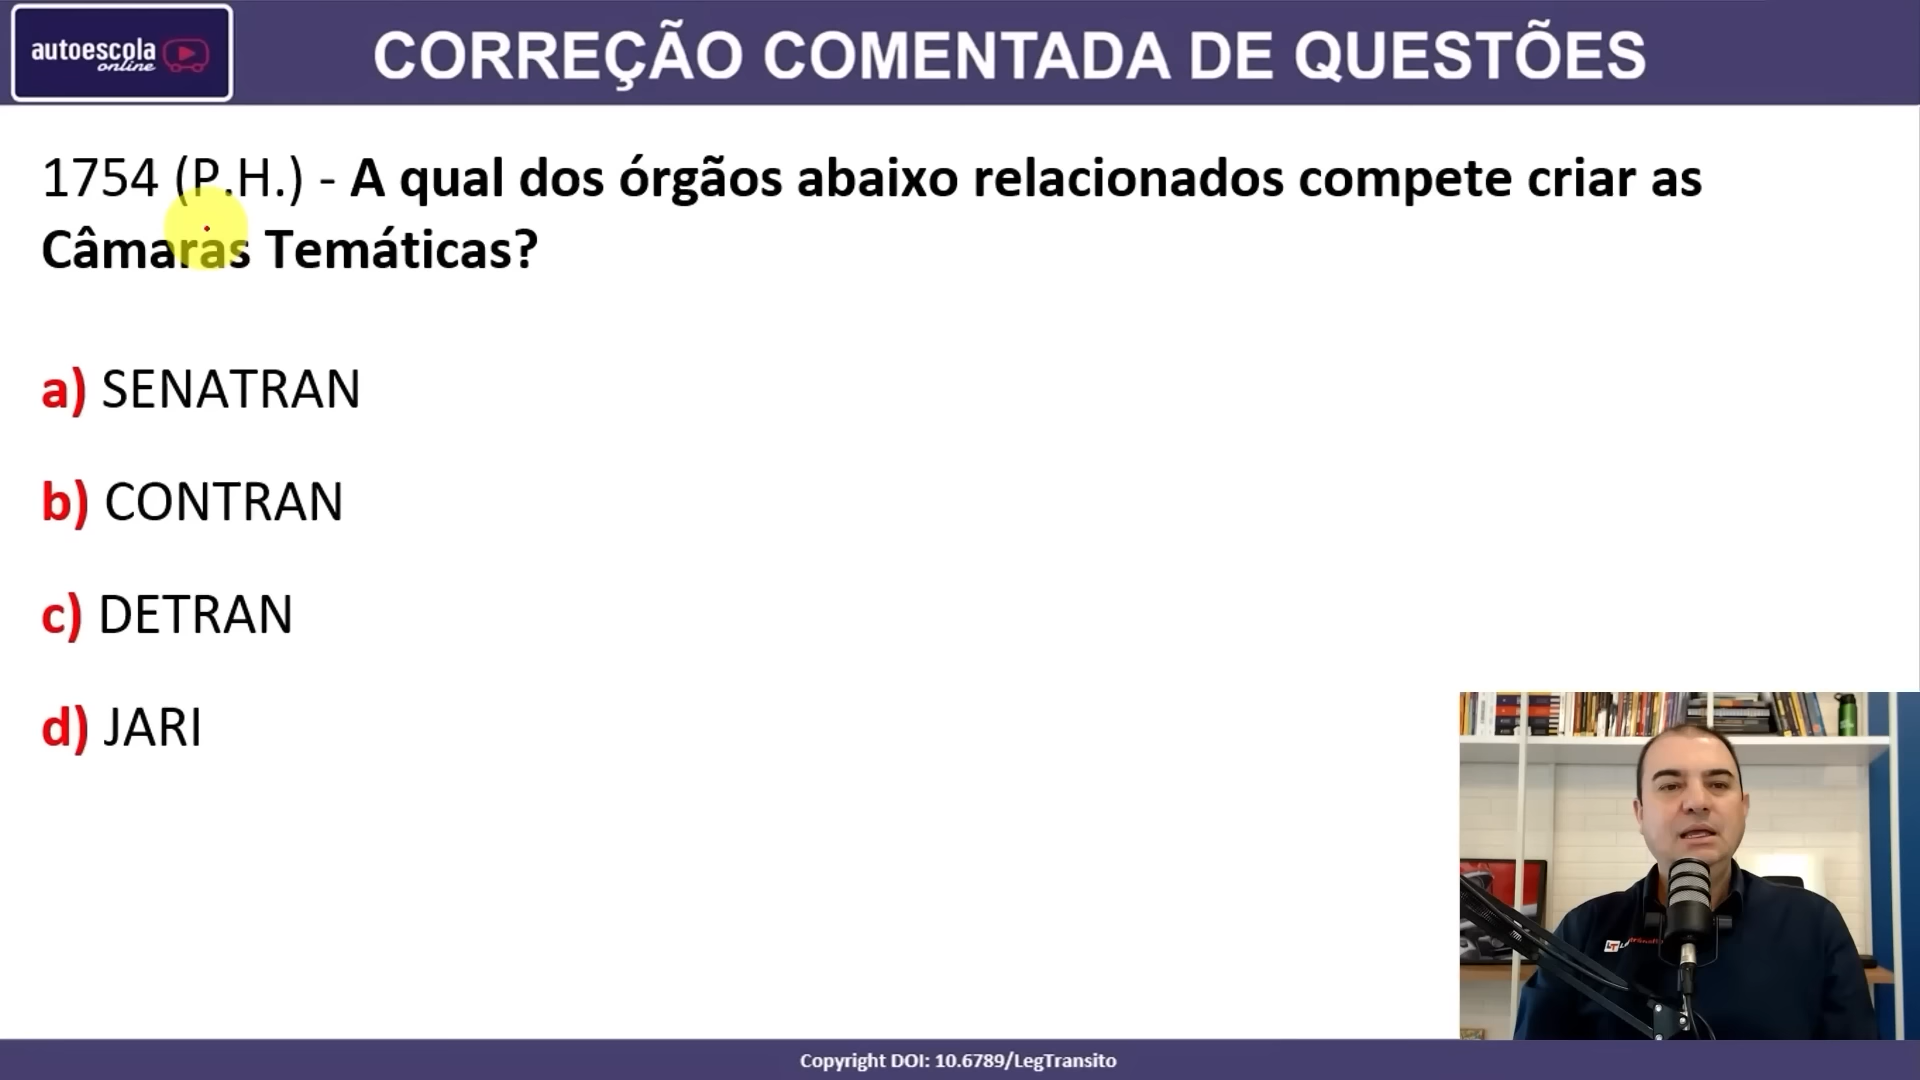 autoescola
online
CORREÇÃO COMENTADA DE QUESTÕES
1754 (P.H.) - A qual dos órgãos abaixo relacionados compete criar as
Câmaras Temáticas?
a) SENATRAN
b) CONTRAN
c) DETRAN
d) JARI
Copyright DOI: 10.6789/LegTransito